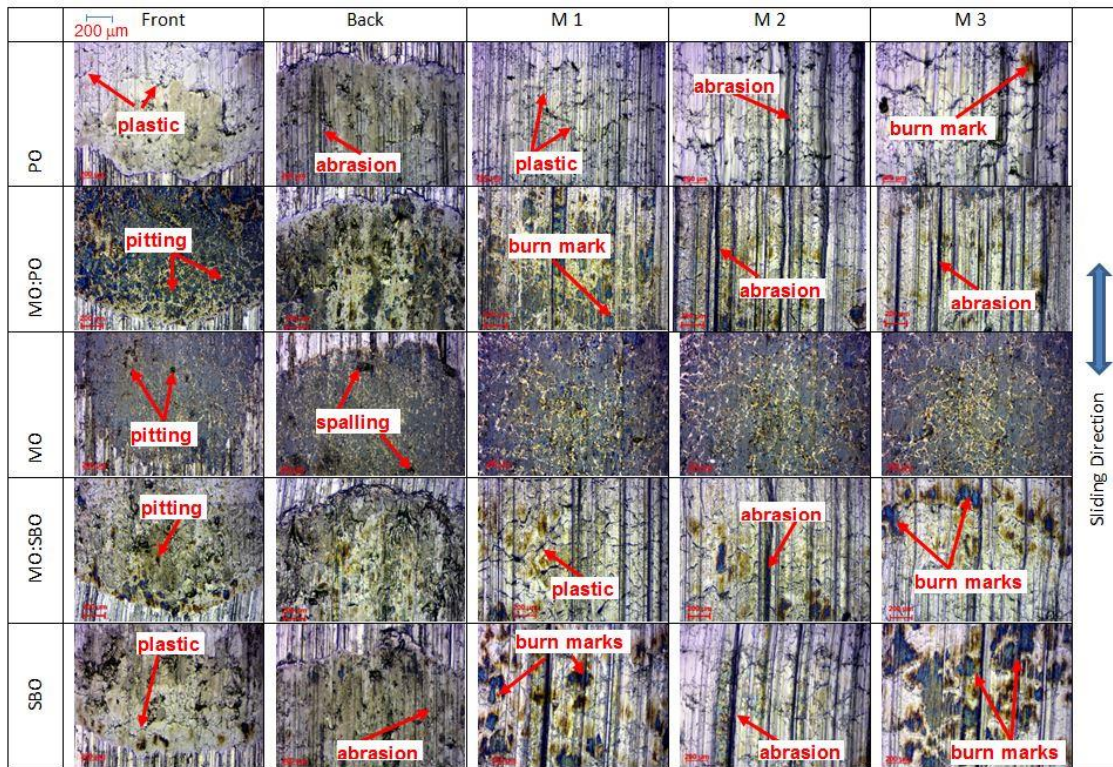 200 µm
Front
Back
M 1
M 2
M 3
PO
plastic
abrasion
plastic
abrasion
burn mark
MO:PO
pitting
burn mark
abrasion
abrasion
MO
pitting
spalling
MO:SBO
pitting
plastic
abrasion
burn marks
SBO
plastic
abrasion
burn marks
abrasion
burn marks
Sliding Direction